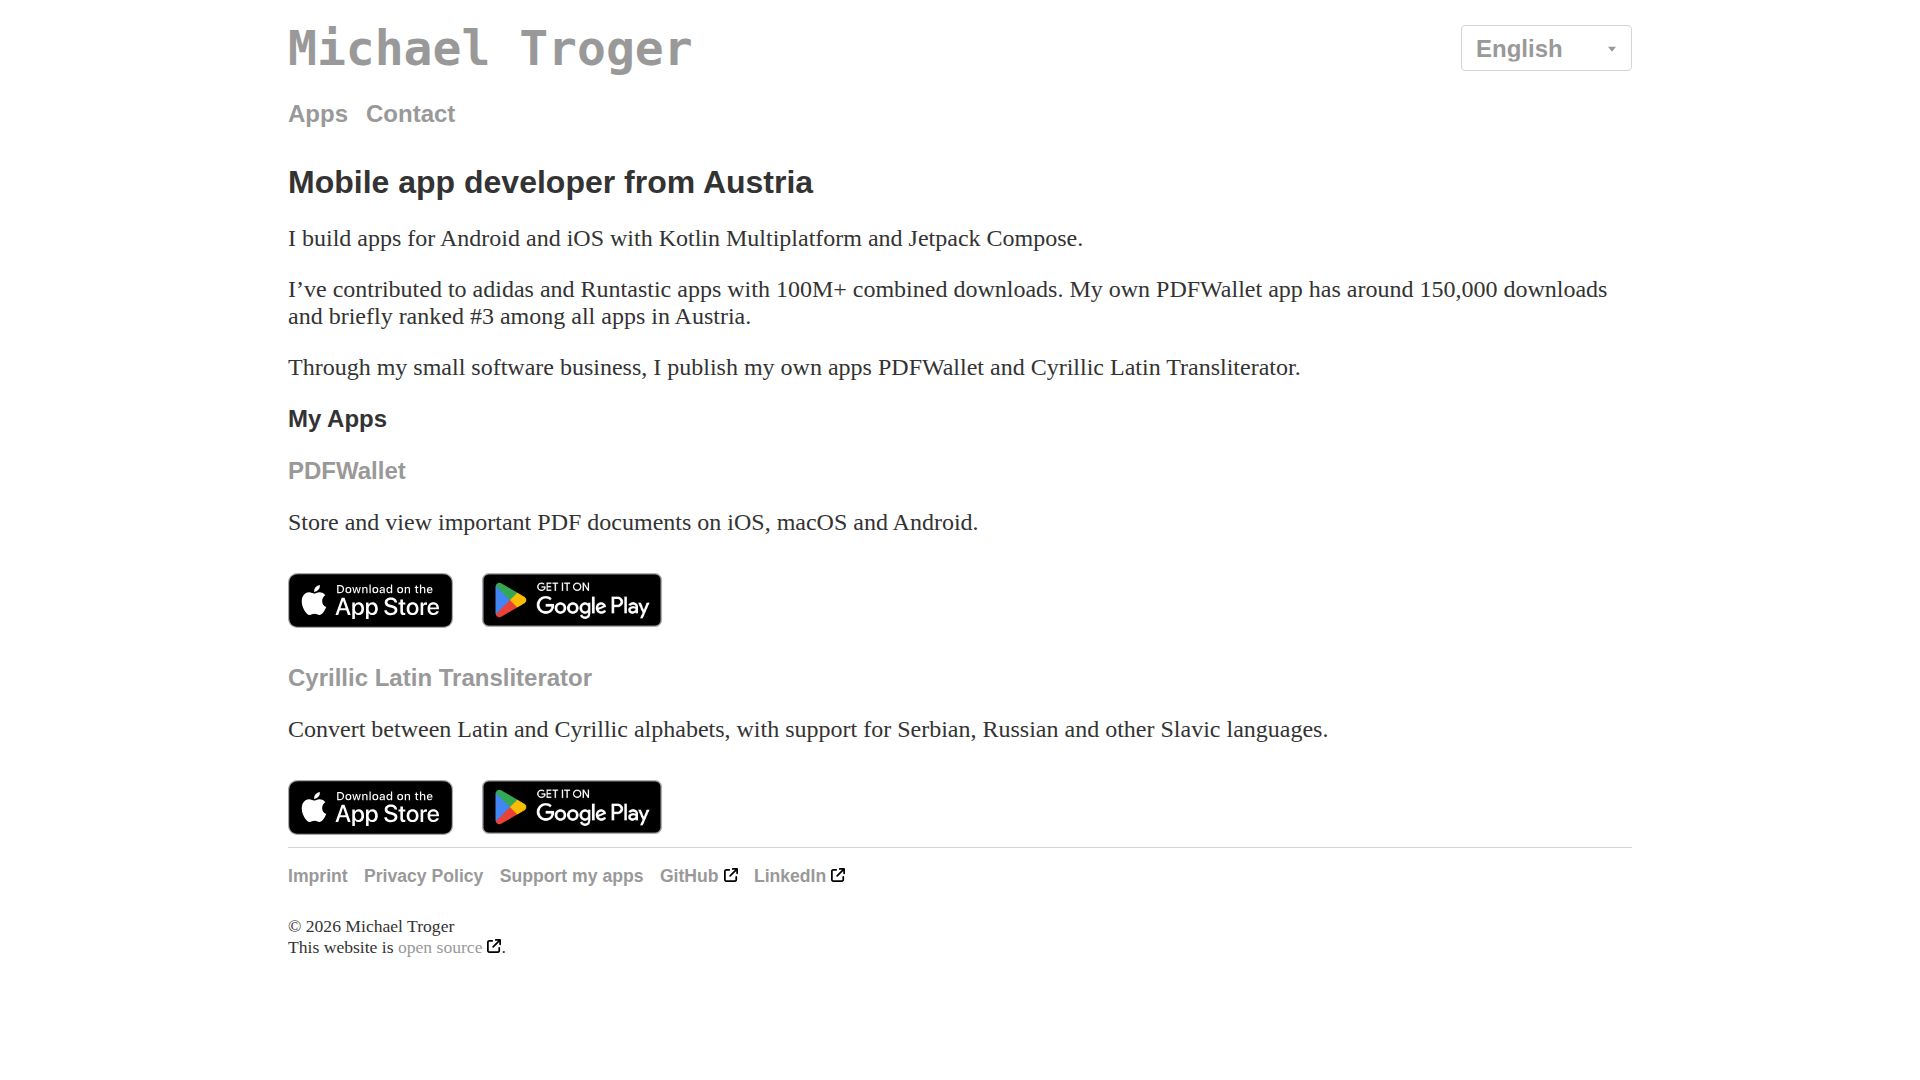 Michael Troger
English
Apps Contact
Mobile app developer from Austria
I build apps for Android and iOS with Kotlin Multiplatform and Jetpack Compose.
I’ve contributed to adidas and Runtastic apps with 100M+ combined downloads. My own PDFWallet app has around 150,000 downloads
and briefly ranked #3 among all apps in Austria.
Through my small software business, I publish my own apps PDFWallet and Cyrillic Latin Transliterator.
My Apps
PDFWallet
Store and view important PDF documents on iOS, macOS and Android.
Download on the
App Store
GET IT ON
Google Play
Cyrillic Latin Transliterator
Convert between Latin and Cyrillic alphabets, with support for Serbian, Russian and other Slavic languages.
Download on the
App Store
GET IT ON
Google Play
Imprint Privacy Policy Support my apps GitHub LinkedIn
© 2026 Michael Troger
This website is open source.